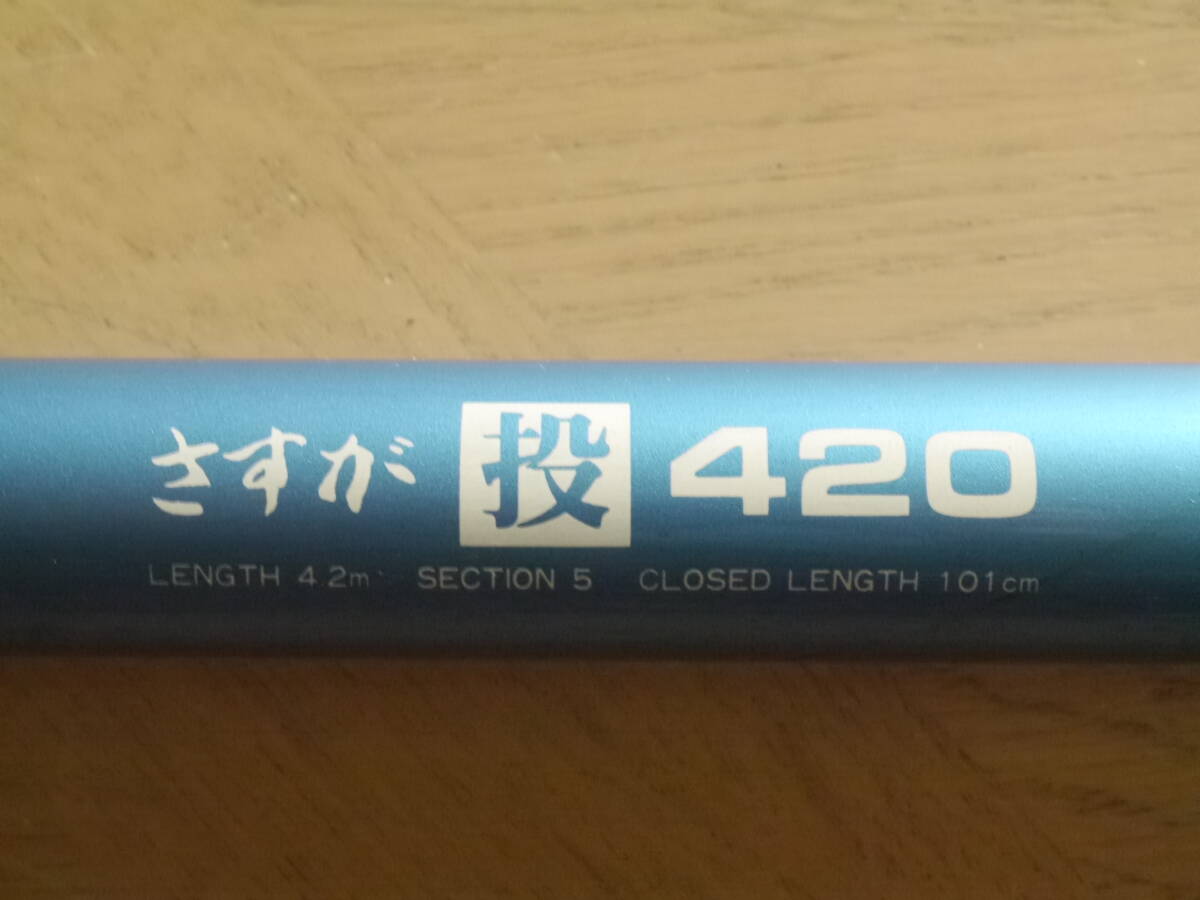 さすが 投 420
LENGTH 4.2m SECTION 5 CLOSED LENGTH 101cm